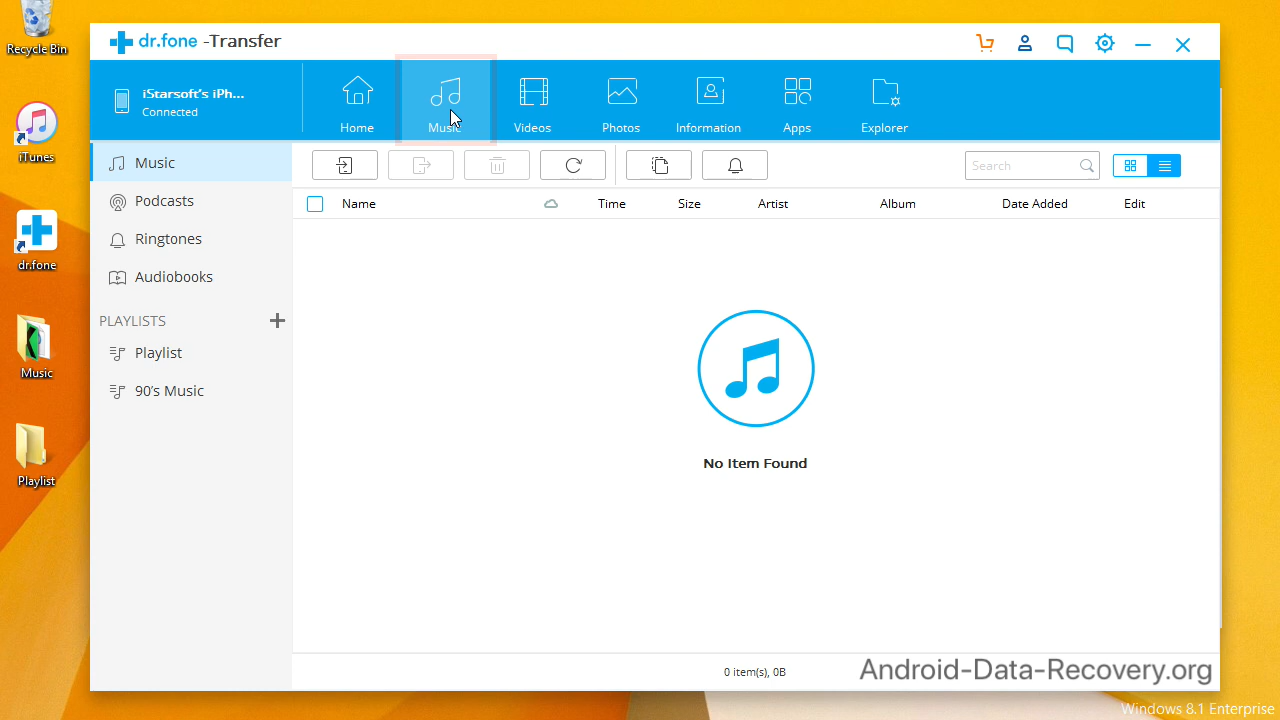 Recycle Bin
iTunes
dr.fone
Music
Playlist
dr.fone -Transfer
iStarsoft's iPh...
Connected
Home
Music
Videos
Photos
Information
Apps
Explorer
Music
Podcasts
Ringtones
Audiobooks
PLAYLISTS
Playlist
90's Music
Search
Name Time Size Artist Album Date Added Edit
No Item Found
0 item(s), 0B
Android-Data-Recovery.org
Windows 8.1 Enterprise